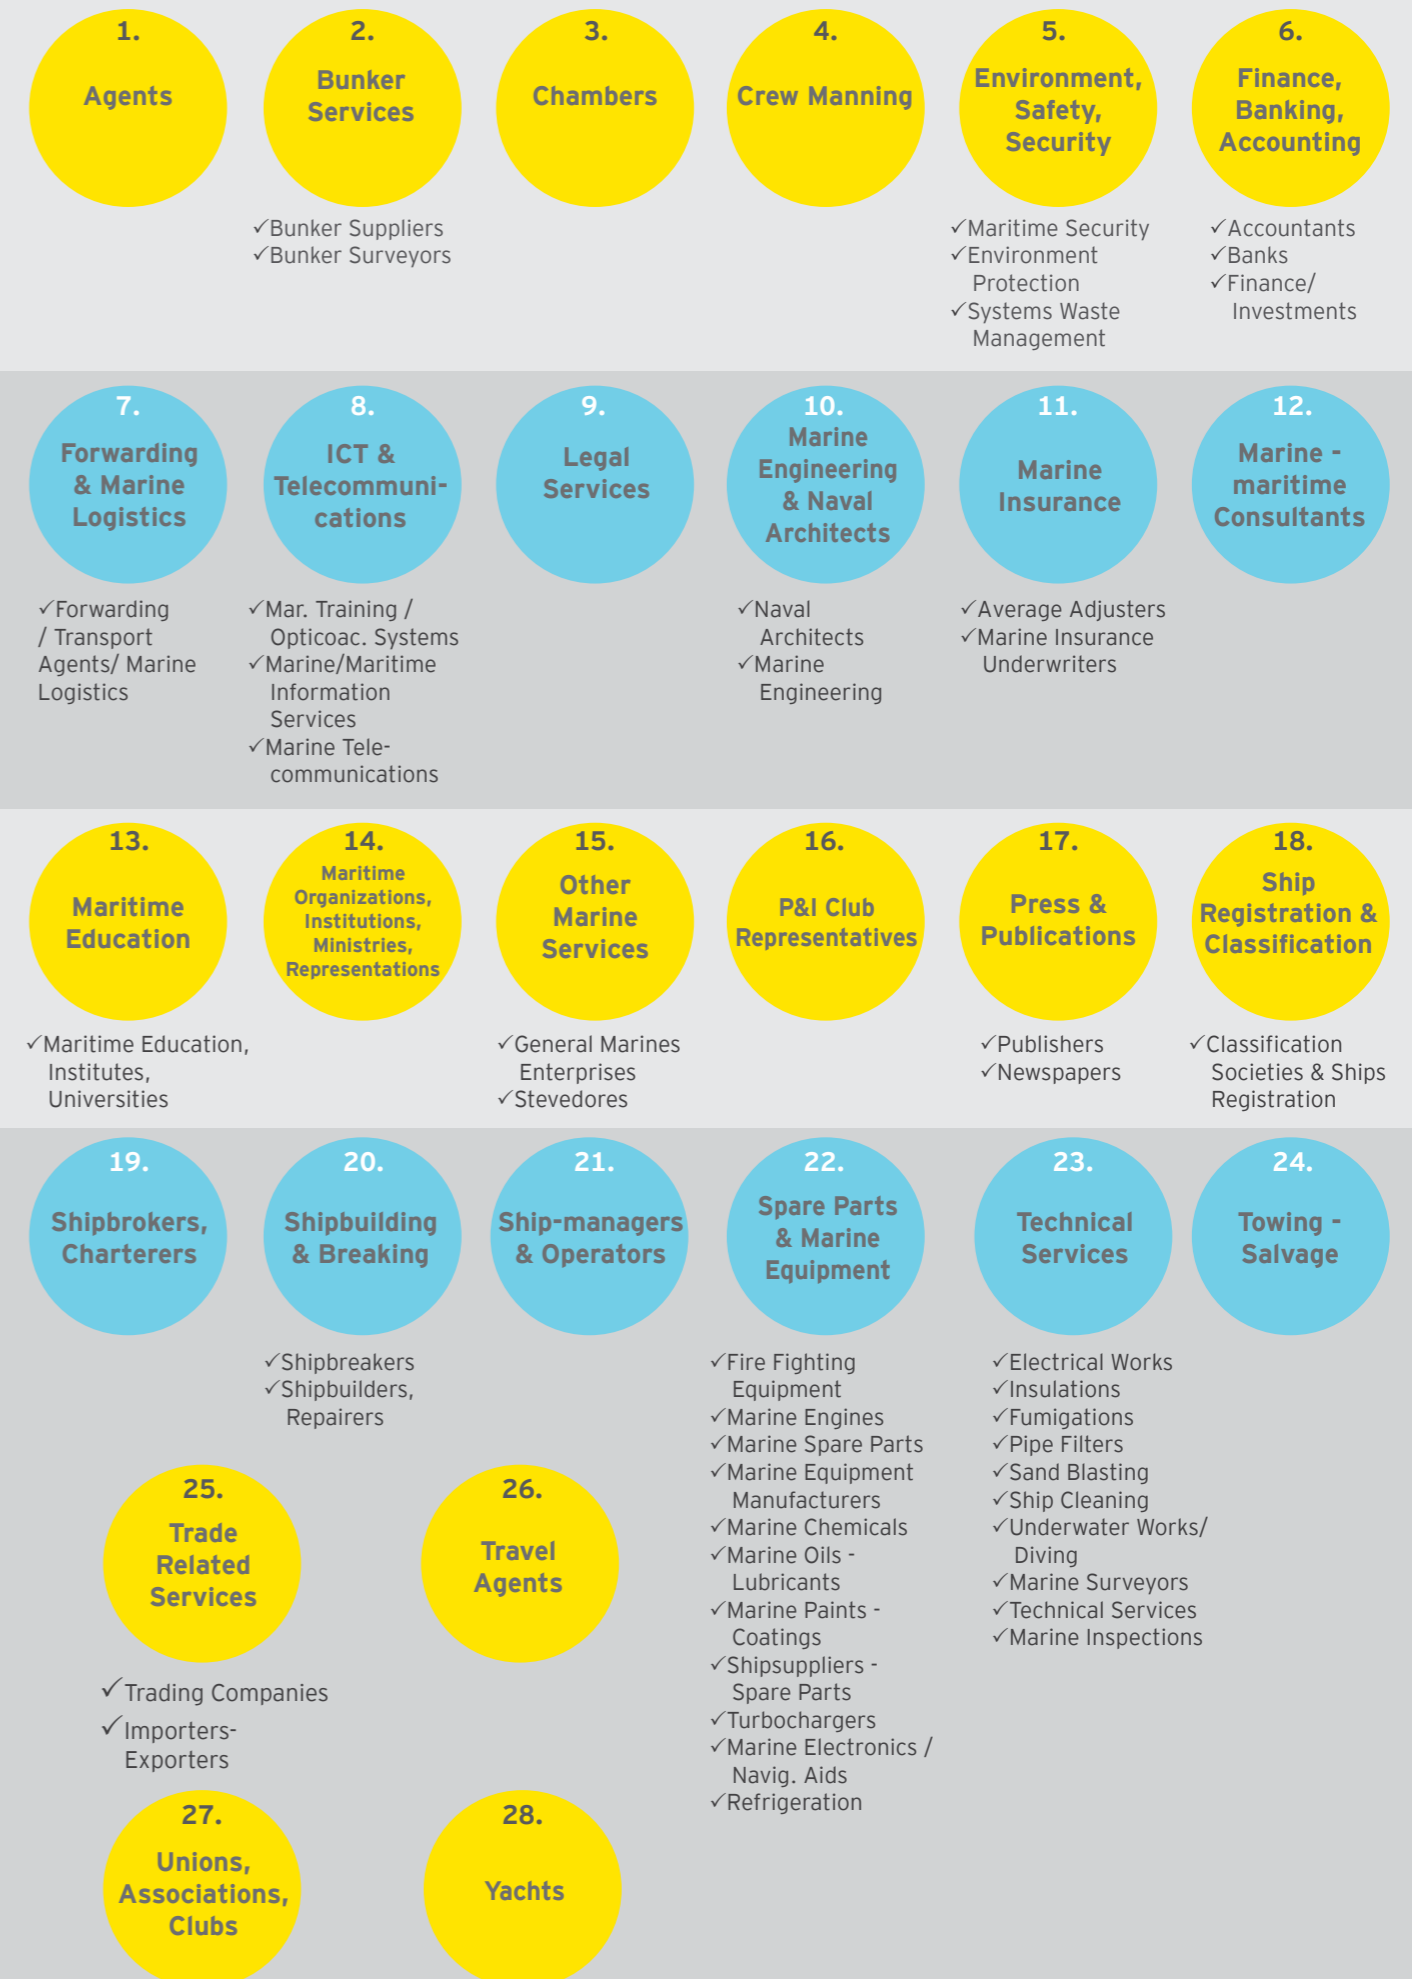 1.
Agents
2.
Bunker
Services
✓Bunker Suppliers
✓Bunker Surveyors
3.
Chambers
4.
Crew Manning
5.
Environment,
Safety,
Security
✓Maritime Security
✓Environment
Protection
✓Systems Waste
Management
6.
Finance,
Banking,
Accounting
✓Accountants
✓Banks
✓Finance/
Investments
7.
Forwarding
& Marine
Logistics
✓Forwarding
/ Transport
Agents/ Marine
Logistics
8.
ICT &
Telecommuni-
cations
✓Mar. Training /
Opticoac. Systems
✓Marine/Maritime
Information
Services
✓Marine Tele-
communications
9.
Legal
Services
10.
Marine
Engineering
& Naval
Architects
✓Naval
Architects
✓Marine
Engineering
11.
Marine
Insurance
✓Average Adjusters
✓Marine Insurance
Underwriters
12.
Marine -
maritime
Consultants
13.
Maritime
Education
✓Maritime Education,
Institutes,
Universities
14.
Maritime
Organizations,
Institutions,
Ministries,
Representations
15.
Other
Marine
Services
✓General Marines
Enterprises
✓Stevedores
16.
P&I Club
Representatives
17.
Press &
Publications
✓Publishers
✓Newspapers
18.
Ship
Registration &
Classification
✓Classification
Societies & Ships
Registration
19.
Shipbrokers,
Charterers
20.
Shipbuilding
& Breaking
✓Shipbreakers
✓Shipbuilders,
Repairers
21.
Ship-managers
& Operators
22.
Spare Parts
& Marine
Equipment
✓Fire Fighting
Equipment
✓Marine Engines
✓Marine Spare Parts
✓Marine Equipment
Manufacturers
✓Marine Chemicals
✓Marine Oils -
Lubricants
✓Marine Paints -
Coatings
✓Shipsuppliers -
Spare Parts
✓Turbochargers
✓Marine Electronics /
Navig. Aids
✓Refrigeration
23.
Technical
Services
✓Electrical Works
✓Insulations
✓Fumigations
✓Pipe Filters
✓Sand Blasting
✓Ship Cleaning
✓Underwater Works/
Diving
✓Marine Surveyors
✓Technical Services
✓Marine Inspections
24.
Towing -
Salvage
25.
Trade
Related
Services
✓Trading Companies
✓Importers-
Exporters
26.
Travel
Agents
27.
Unions,
Associations,
Clubs
28.
Yachts